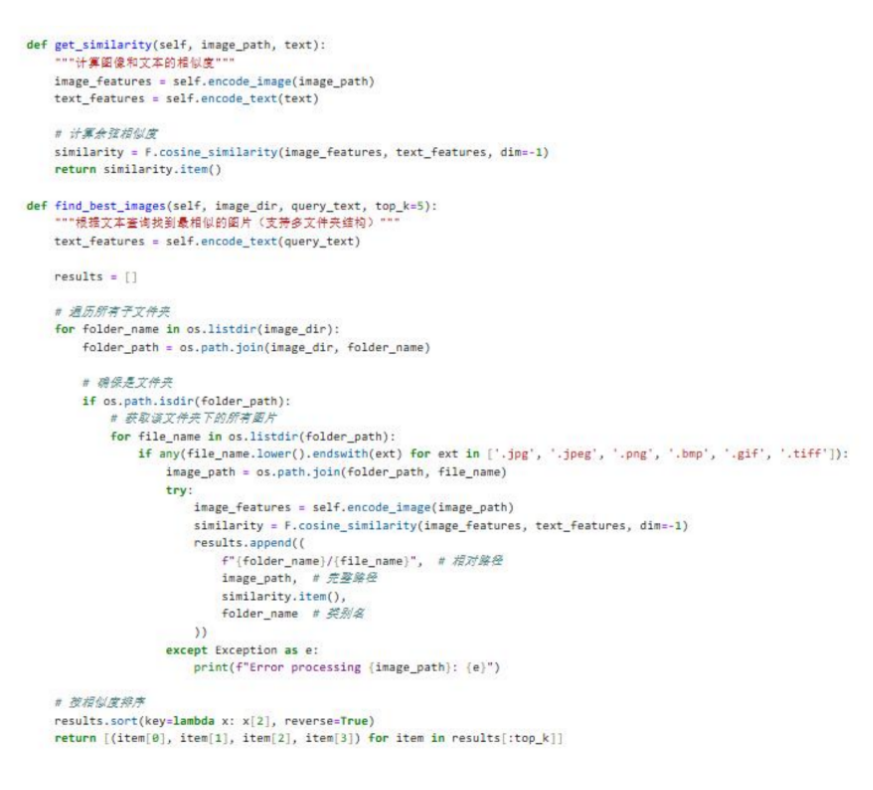 def get_similarity(self, image_path, text):
    """计算图像和文本的相似度"""
    image_features = self.encode_image(image_path)
    text_features = self.encode_text(text)

    # 计算余弦相似度
    similarity = F.cosine_similarity(image_features, text_features, dim=-1)
    return similarity.item()

def find_best_images(self, image_dir, query_text, top_k=5):
    """根据文本查询找到最相似的图片（支持多文件夹结构）"""
    text_features = self.encode_text(query_text)

    results = []

    # 遍历所有子文件夹
    for folder_name in os.listdir(image_dir):
        folder_path = os.path.join(image_dir, folder_name)

        # 确保是文件夹
        if os.path.isdir(folder_path):
            # 获取该文件夹下的所有图片
            for file_name in os.listdir(folder_path):
                if any(file_name.lower().endswith(ext) for ext in ['.jpg', '.jpeg', '.png', '.bmp', '.gif', '.tiff']):
                    image_path = os.path.join(folder_path, file_name)
                    try:
                        image_features = self.encode_image(image_path)
                        similarity = F.cosine_similarity(image_features, text_features, dim=-1)
                        results.append((
                            f"{folder_name}/{file_name}",  # 相对路径
                            image_path,  # 完整路径
                            similarity.item(),
                            folder_name  # 类别名
                        ))
                    except Exception as e:
                        print(f"Error processing {image_path}: {e}")

    # 按相似度排序
    results.sort(key=lambda x: x[2], reverse=True)
    return [(item[0], item[1], item[2], item[3]) for item in results[:top_k]]